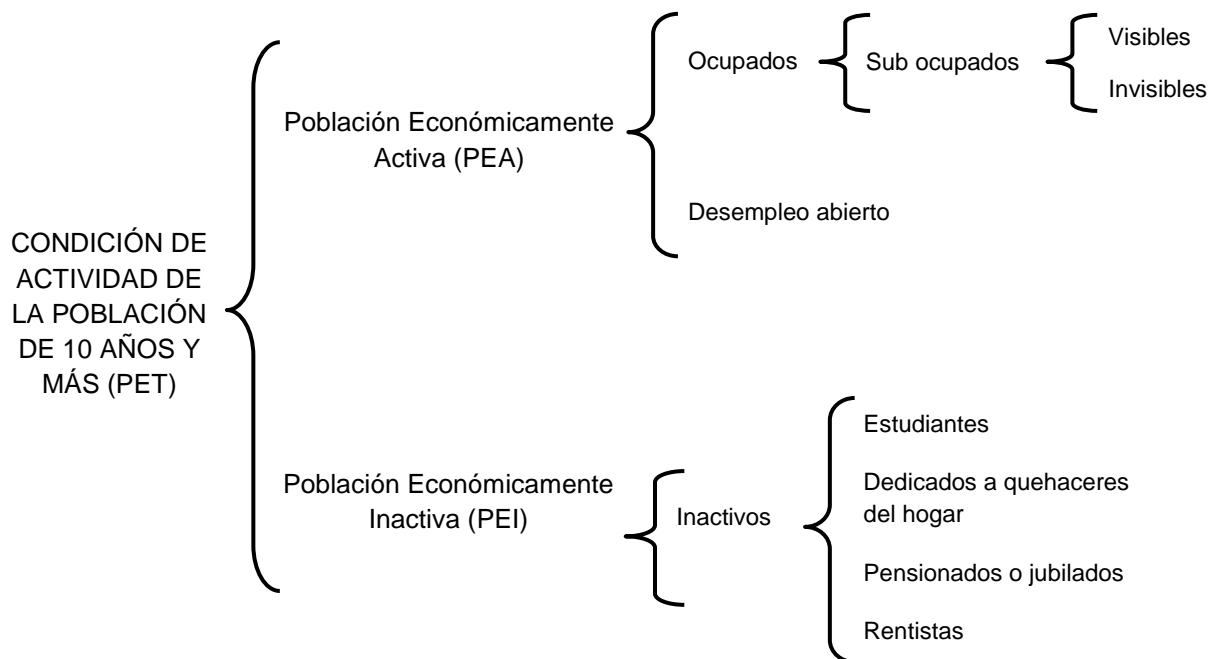 CONDICIÓN DE
ACTIVIDAD DE
LA POBLACIÓN
DE 10 AÑOS Y
MÁS (PET)
Población Económicamente
Activa (PEA)
Ocupados
Sub ocupados
Visibles
Invisibles
Desempleo abierto
Población Económicamente
Inactiva (PEI)
Inactivos
Estudiantes
Dedicados a quehaceres
del hogar
Pensionados o jubilados
Rentistas